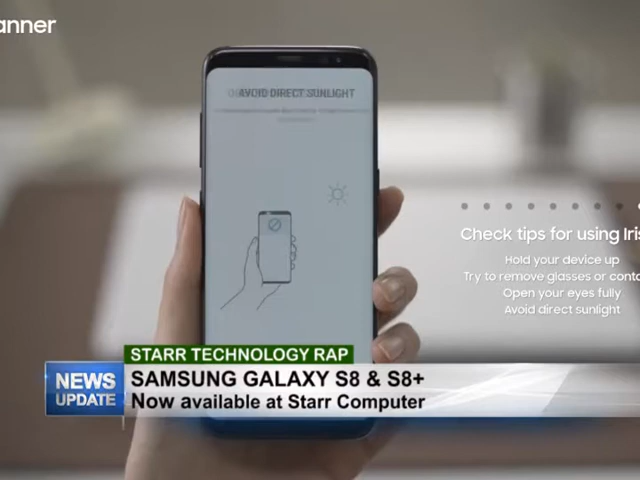 anner
AVOID DIRECT SUNLIGHT
Check tips for using Iris
Hold your device up
Try to remove glasses or conta
Open your eyes fully
Avoid direct sunlight
STARR TECHNOLOGY RAP
NEWS
UPDATE
SAMSUNG GALAXY S8 & S8+
Now available at Starr Computer